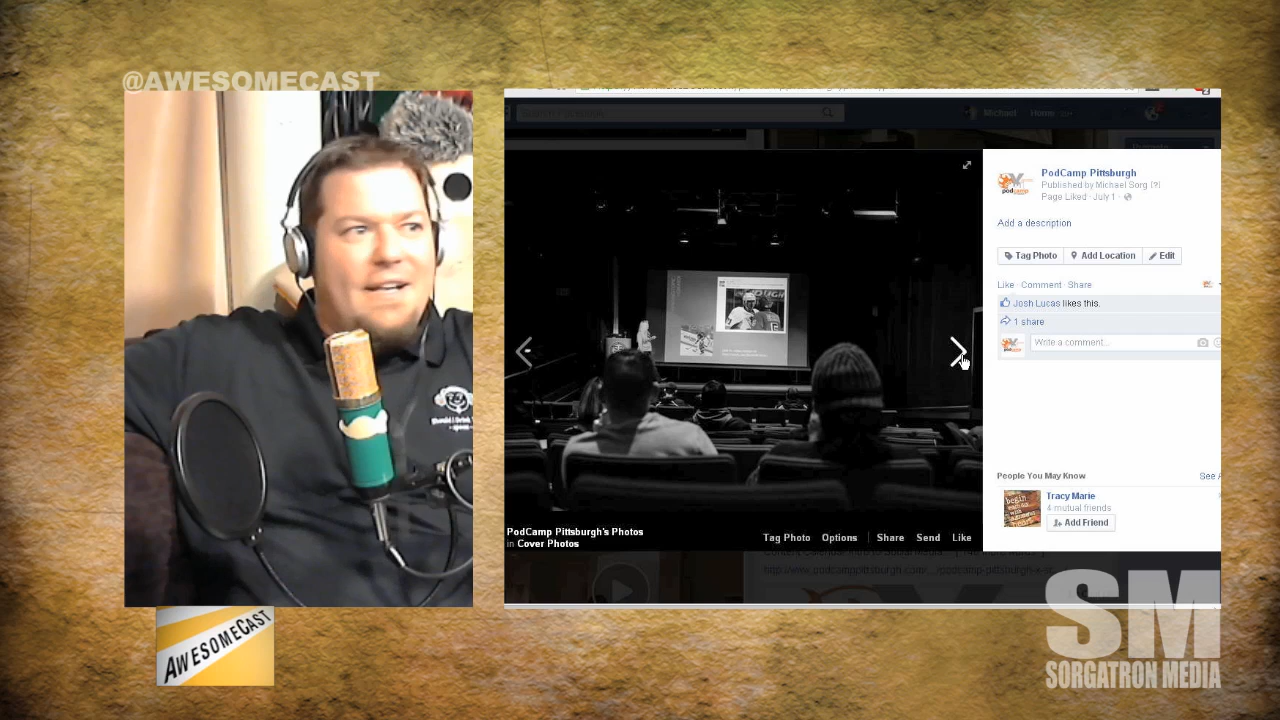 @AWESOMECAST
Michael
Home
PodCamp Pittsburgh
Published by Michael Sorg [?]
Page Liked · July 1 ·
Add a description
Tag Photo
Add Location
Edit
Like · Comment · Share
Josh Lucas likes this.
1 share
Write a comment...
People You May Know
See
Tracy Marie
4 mutual friends
Add Friend
PodCamp Pittsburgh's Photos
in Cover Photos
Tag Photo
Options
Share
Send
Like
AWESOMECAST
SM
SORGATRON MEDIA